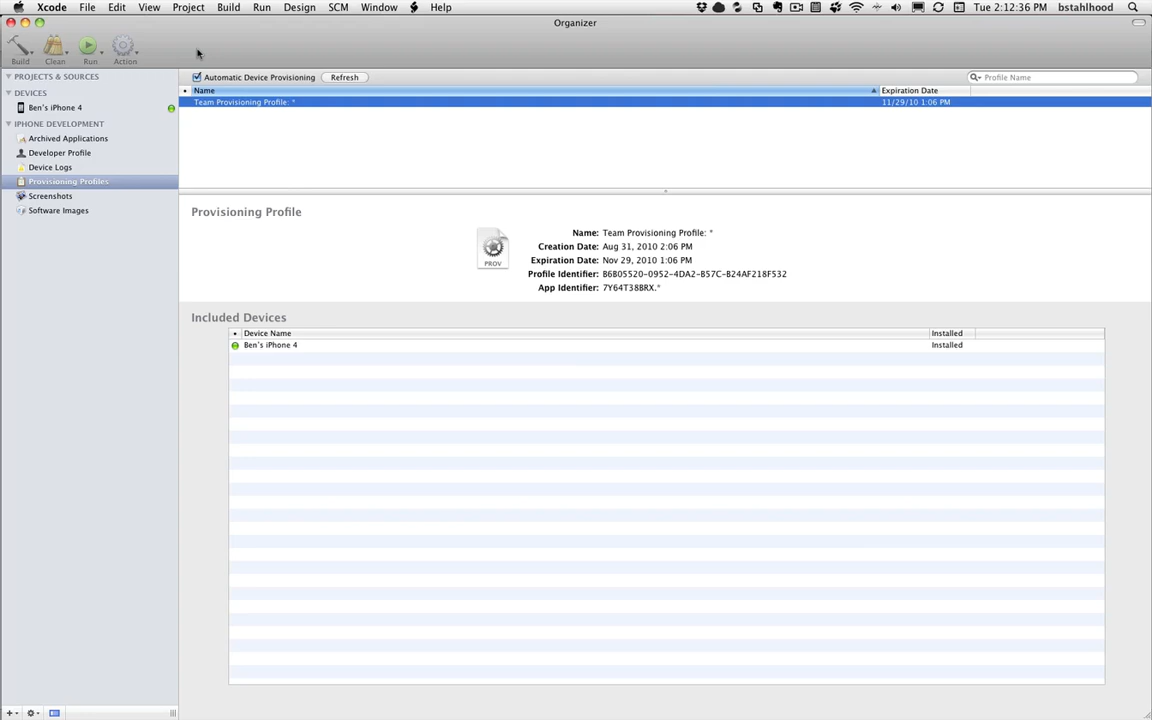 Xcode File Edit View Project Build Run Design SCM Window Help Tue 2:12:36 PM bstahlhood
Organizer
Build Clean Run Action
PROJECTS & SOURCES
DEVICES
Ben's iPhone 4
IPHONE DEVELOPMENT
Archived Applications
Developer Profile
Device Logs
Provisioning Profiles
Screenshots
Software Images
Automatic Device Provisioning Refresh Profile Name
Name Expiration Date
Team Provisioning Profile: * 11/29/10 1:06 PM
Provisioning Profile
PROV
Name: Team Provisioning Profile: *
Creation Date: Aug 31, 2010 2:06 PM
Expiration Date: Nov 29, 2010 1:06 PM
Profile Identifier: B6B05520-0952-4DA2-B57C-B24AF218F532
App Identifier: 7Y64T38BRX.*
Included Devices
Device Name Installed
Ben's iPhone 4 Installed